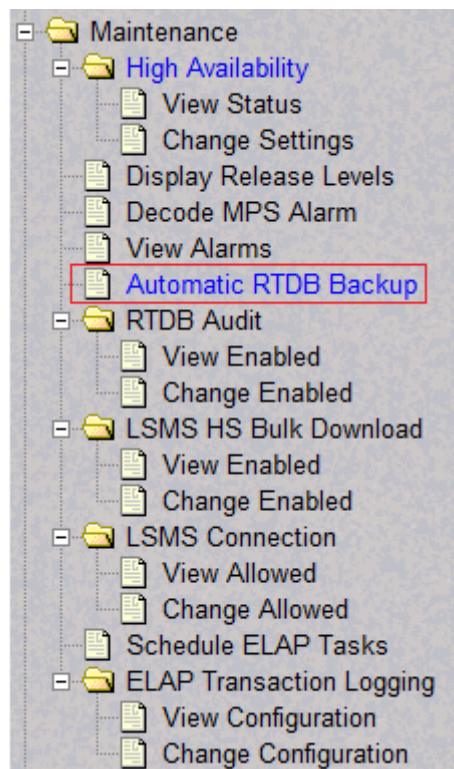 Maintenance
High Availability
View Status
Change Settings
Display Release Levels
Decode MPS Alarm
View Alarms
Automatic RTDB Backup
RTDB Audit
View Enabled
Change Enabled
LSMS HS Bulk Download
View Enabled
Change Enabled
LSMS Connection
View Allowed
Change Allowed
Schedule ELAP Tasks
ELAP Transaction Logging
View Configuration
Change Configuration